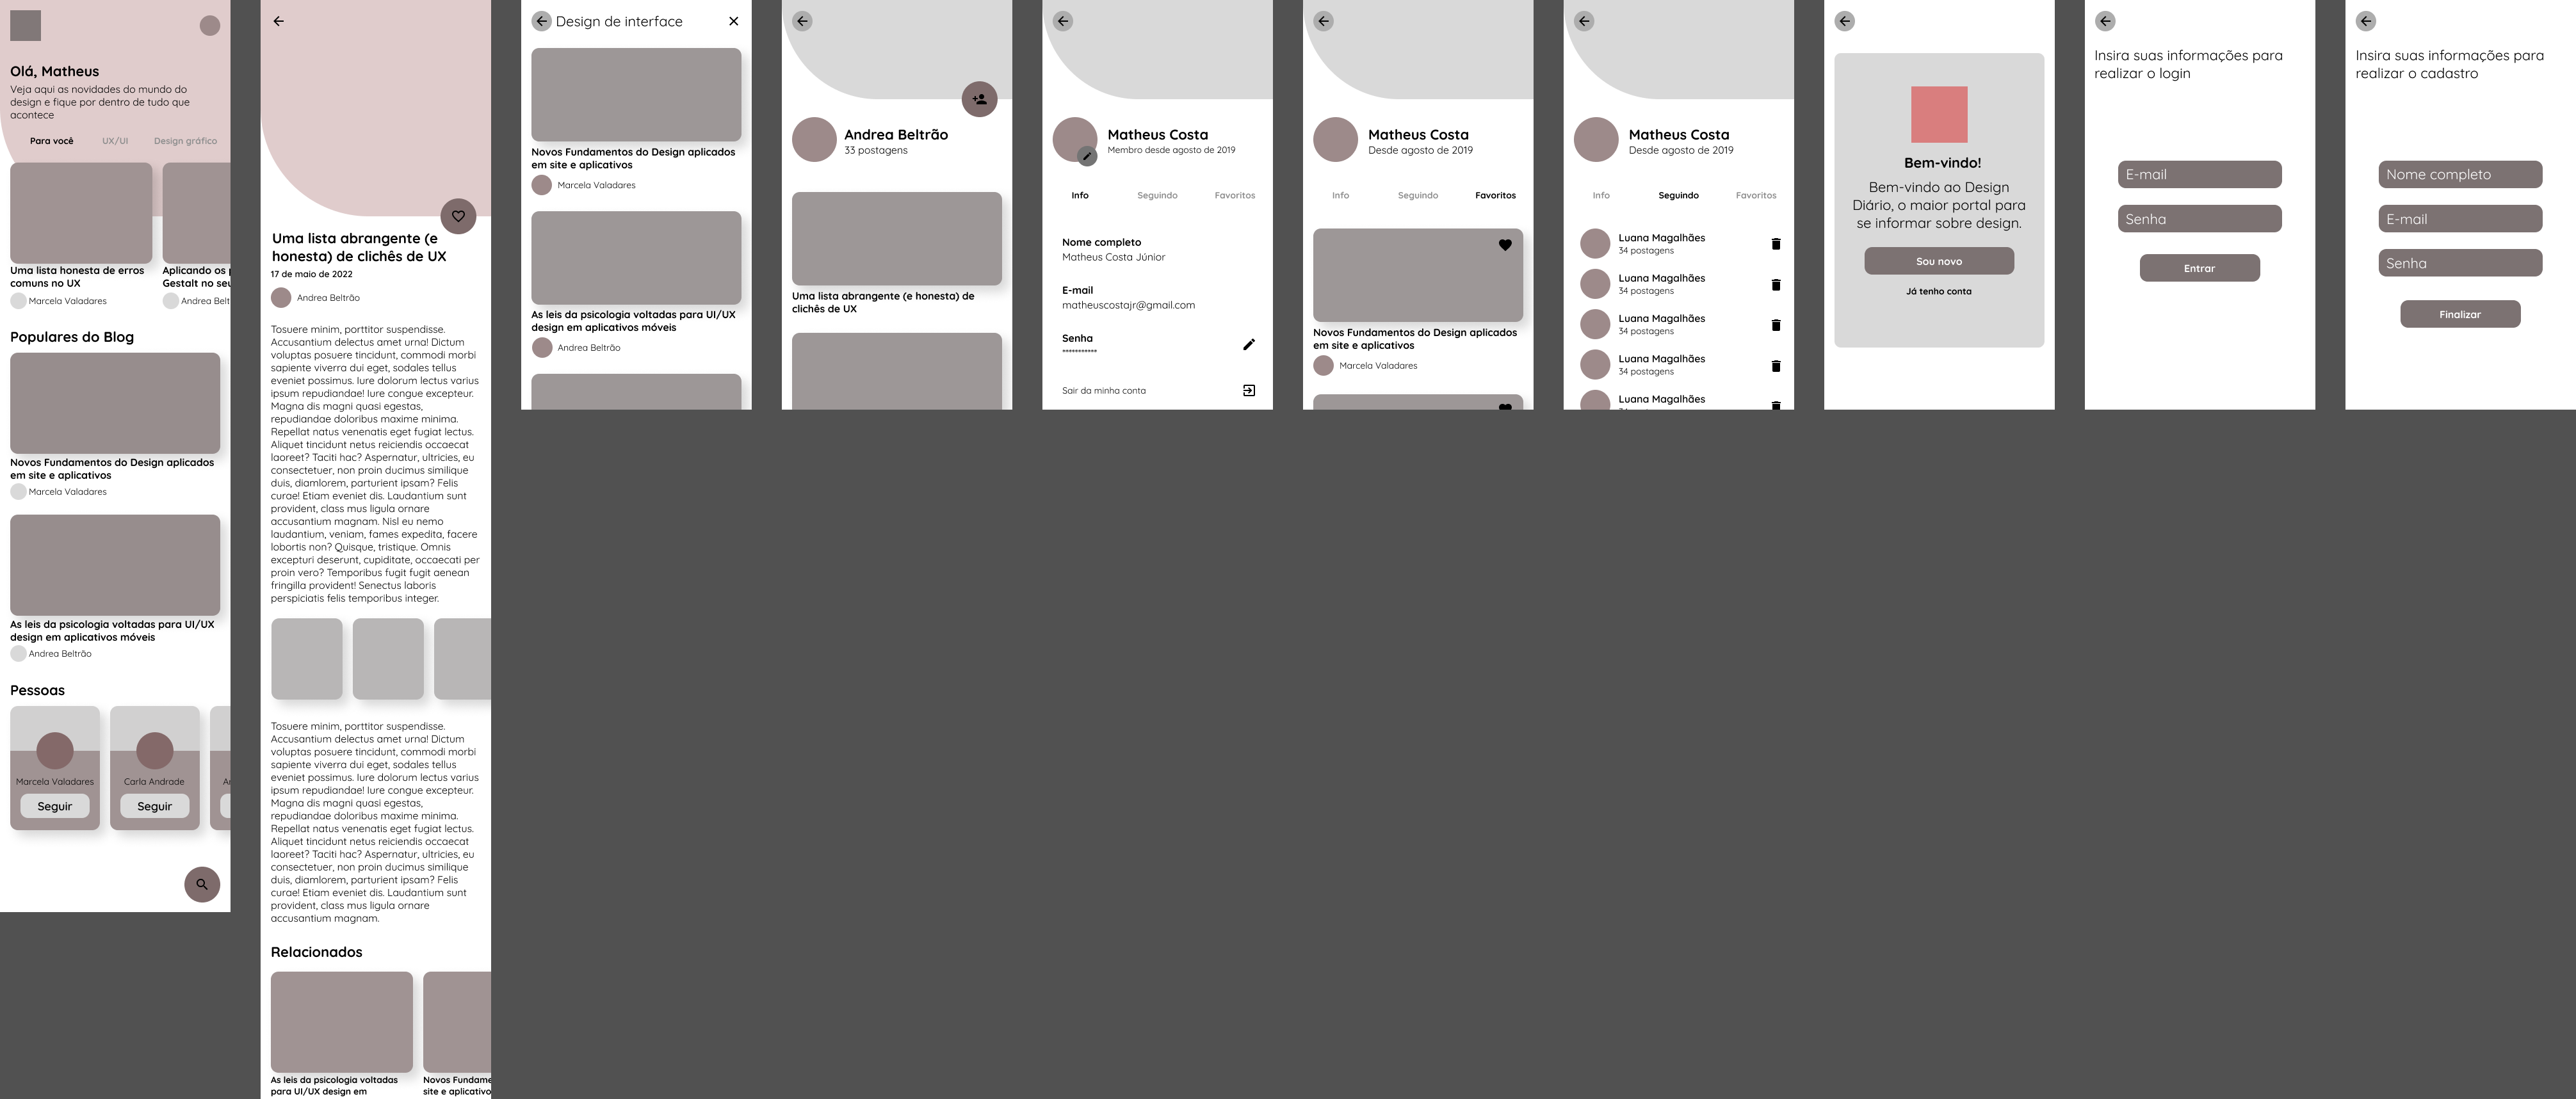 Olá, Matheus
Veja aqui as novidades do mundo do
design e fique por dentro de tudo que
acontece
Para você
UX/UI
Design gráfico
Uma lista honesta de erros
comuns no UX
Marcela Valadares
Aplicando os
Gestalt no seu
Andrea Belt
Populares do Blog
Novos Fundamentos do Design aplicados
em site e aplicativos
Marcela Valadares
As leis da psicologia voltadas para UI/UX
design em aplicativos móveis
Andrea Beltrão
Pessoas
Marcela Valadares
Seguir
Carla Andrade
Seguir
Uma lista abrangente (e
honesta) de clichês de UX
17 de maio de 2022
Andrea Beltrão
Tosuere minim, porttitor suspendisse.
Accusantium delectus amet urna! Dictum
voluptas posuere tincidunt, commodi morbi
sapiente viverra dui eget, sodales tellus
eveniet possimus. Iure dolorum lectus varius
ipsum repudiandae! Iure congue excepteur.
Magna dis magni quasi egestas,
repudiandae doloribus maxime minima.
Repellat natus venenatis eget fugiat lectus.
Aliquet tincidunt netus reiciendis occaecat
laoreet? Taciti hac? Aspernatur, ultricies, eu
consectetuer, non proin ducimus similique
duis, diamlorem, parturient ipsam? Felis
curae! Etiam eveniet dis. Laudantium sunt
provident, class mus ligula ornare
accusantium magnam. Nisl eu nemo
laudantium, veniam, fames expedita, facere
lobortis non? Quisque, tristique. Omnis
excepturi deserunt, cupiditate, occaecati per
proin vero? Temporibus fugit fugit aenean
fringilla provident! Senectus laboris
perspiciatis felis temporibus integer.
Tosuere minim, porttitor suspendisse.
Accusantium delectus amet urna! Dictum
voluptas posuere tincidunt, commodi morbi
sapiente viverra dui eget, sodales tellus
eveniet possimus. Iure dolorum lectus varius
ipsum repudiandae! Iure congue excepteur.
Magna dis magni quasi egestas,
repudiandae doloribus maxime minima.
Repellat natus venenatis eget fugiat lectus.
Aliquet tincidunt netus reiciendis occaecat
laoreet? Taciti hac? Aspernatur, ultricies, eu
consectetuer, non proin ducimus similique
duis, diamlorem, parturient ipsam? Felis
curae! Etiam eveniet dis. Laudantium sunt
provident, class mus ligula ornare
accusantium magnam.
Relacionados
As leis da psicologia voltadas
para UI/UX design em
Novos Fundame
site e aplicativo
Design de interface
Novos Fundamentos do Design aplicados
em site e aplicativos
Marcela Valadares
As leis da psicologia voltadas para UI/UX
design em aplicativos móveis
Andrea Beltrão
Andrea Beltrão
33 postagens
Uma lista abrangente (e honesta) de
clichês de UX
Matheus Costa
Membro desde agosto de 2019
Info
Seguindo
Favoritos
Nome completo
Matheus Costa Júnior
E-mail
matheuscostajr@gmail.com
Senha
***********
Sair da minha conta
Matheus Costa
Desde agosto de 2019
Info
Seguindo
Favoritos
Novos Fundamentos do Design aplicados
em site e aplicativos
Marcela Valadares
Matheus Costa
Desde agosto de 2019
Info
Seguindo
Favoritos
Luana Magalhães
34 postagens
Luana Magalhães
34 postagens
Luana Magalhães
34 postagens
Luana Magalhães
34 postagens
Luana Magalhães
Bem-vindo!
Bem-vindo ao Design
Diário, o maior portal para
se informar sobre design.
Sou novo
Já tenho conta
Insira suas informações para
realizar o login
E-mail
Senha
Entrar
Insira suas informações para
realizar o cadastro
Nome completo
E-mail
Senha
Finalizar